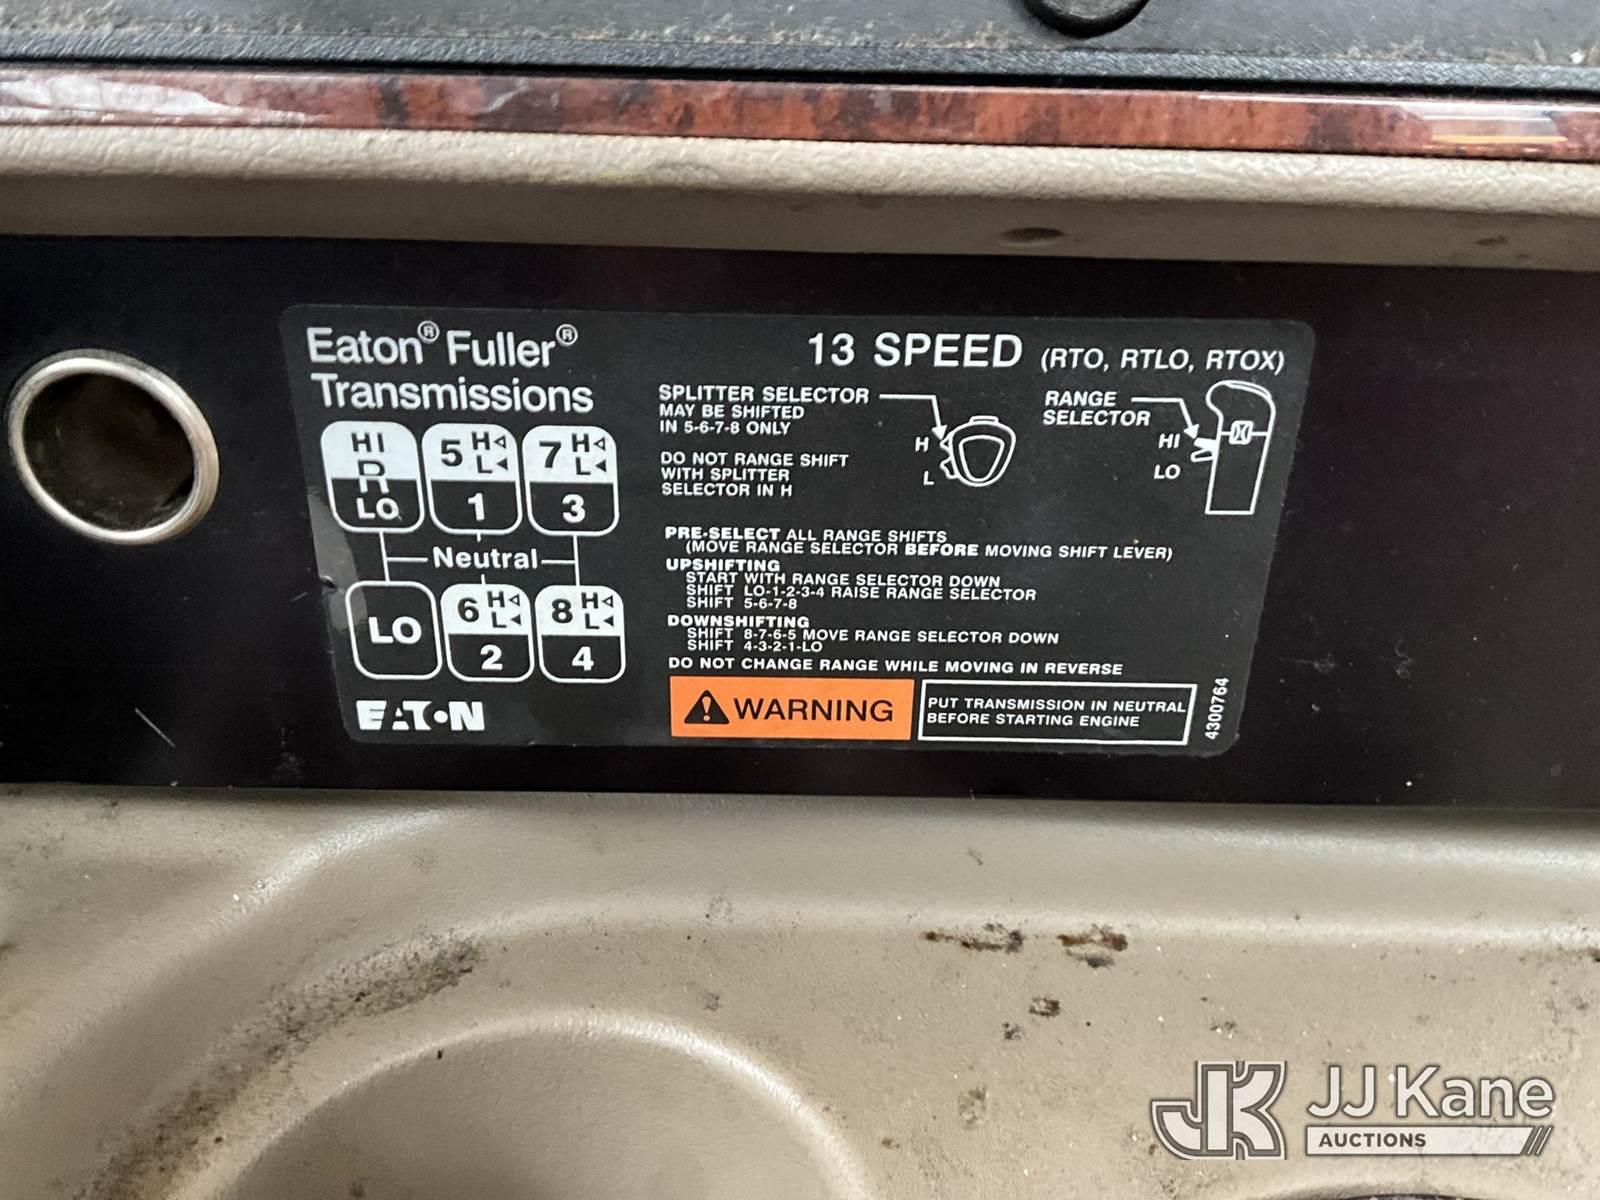 Eaton® Fuller®
Transmissions
HI
R
LO
5 H
L
1
7 H
L
3
Neutral
LO
6 H
L
2
8 H
L
4
EATON
13 SPEED (RTO, RTLO, RTOX)
SPLITTER SELECTOR
MAY BE SHIFTED
IN 5-6-7-8 ONLY
DO NOT RANGE SHIFT
WITH SPLITTER
SELECTOR IN H
H
L
RANGE
SELECTOR
HI
LO
PRE-SELECT ALL RANGE SHIFTS
(MOVE RANGE SELECTOR BEFORE MOVING SHIFT LEVER)
UPSHIFTING
START WITH RANGE SELECTOR DOWN
SHIFT LO-1-2-3-4 RAISE RANGE SELECTOR
SHIFT 5-6-7-8
DOWNSHIFTING
SHIFT 8-7-6-5 MOVE RANGE SELECTOR DOWN
SHIFT 4-3-2-1-LO
DO NOT CHANGE RANGE WHILE MOVING IN REVERSE
WARNING
PUT TRANSMISSION IN NEUTRAL
BEFORE STARTING ENGINE
4300764
JK JJ Kane
AUCTIONS